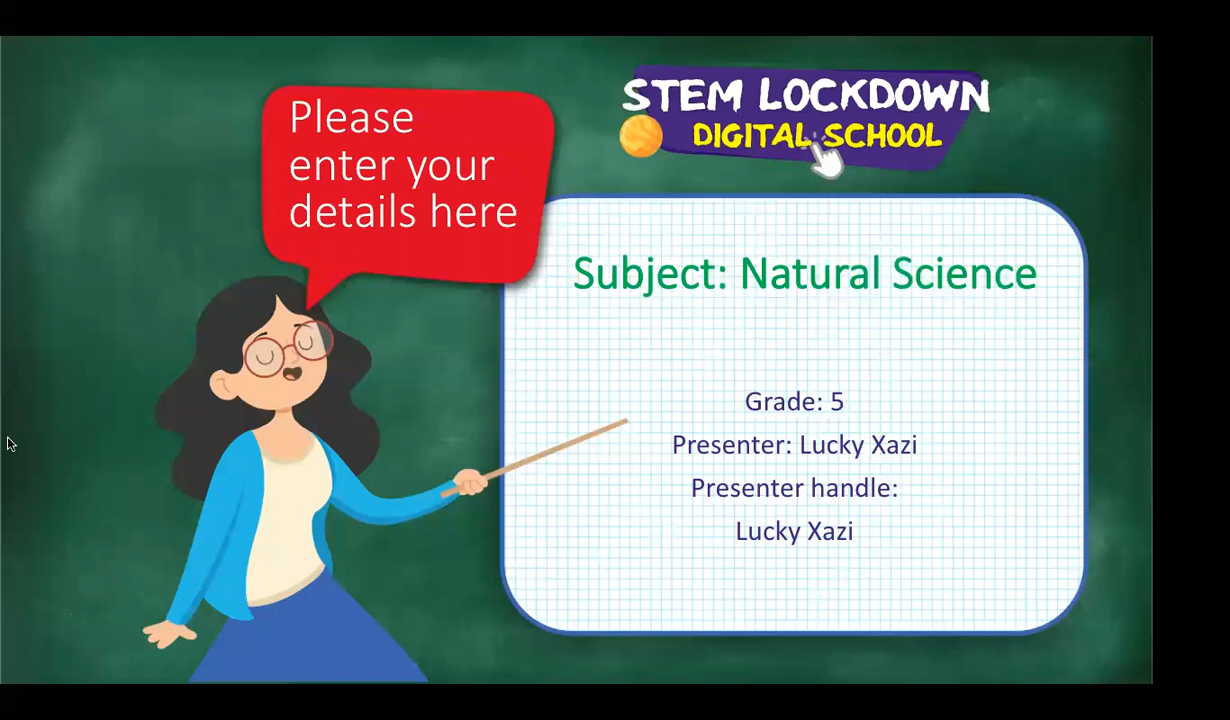 Please
enter your
details here
STEM LOCKDOWN
DIGITAL SCHOOL
Subject: Natural Science
Grade: 5
Presenter: Lucky Xazi
Presenter handle:
Lucky Xazi